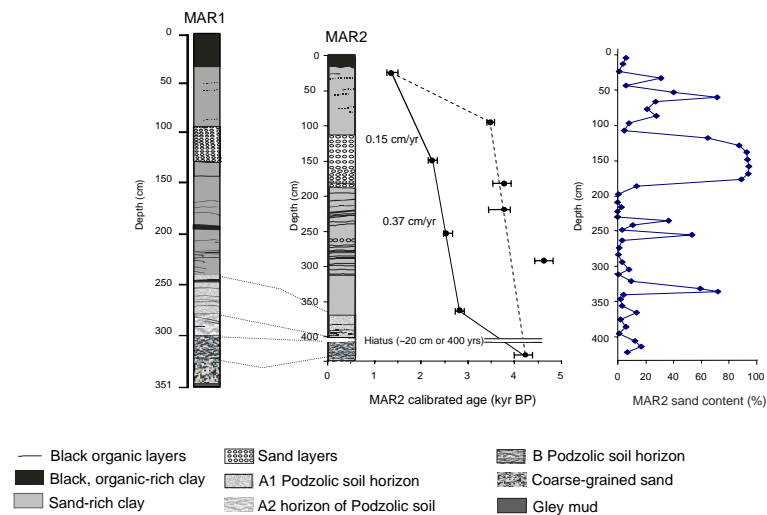 MAR1
MAR2
0
50
100
150
200
250
300
351
Depth (cm)
0
50
100
150
200
250
300
350
400
Depth (cm)
0.15 cm/yr
0.37 cm/yr
Hiatus (~20 cm or 400 yrs)
0 1 2 3 4 5
MAR2 calibrated age (kyr BP)
0
50
100
150
200
250
300
350
400
Depth (cm)
0 20 40 60 80 100
MAR2 sand content (%)
Black organic layers
Black, organic-rich clay
Sand-rich clay
Sand layers
A1 Podzolic soil horizon
A2 horizon of Podzolic soil
B Podzolic soil horizon
Coarse-grained sand
Gley mud